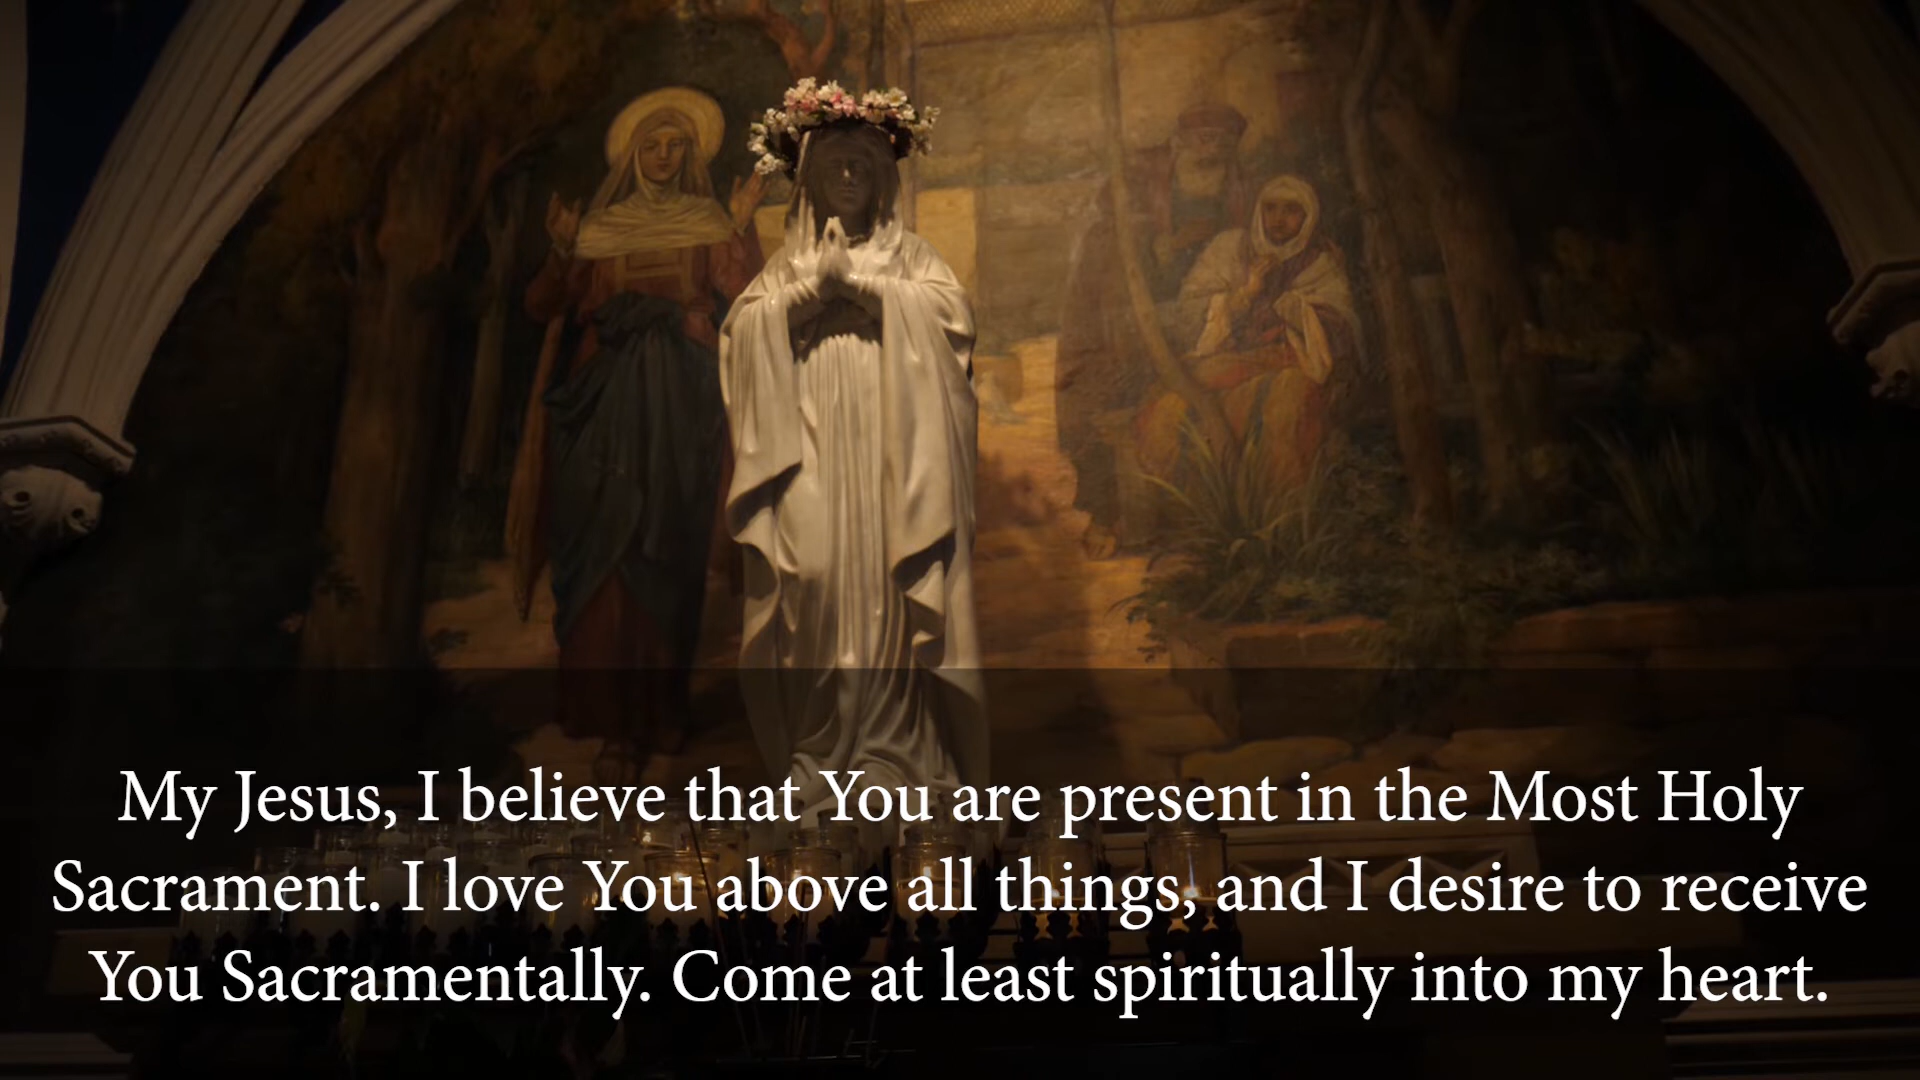 My Jesus, I believe that You are present in the Most Holy
Sacrament. I love You above all things, and I desire to receive
You Sacramentally. Come at least spiritually into my heart.